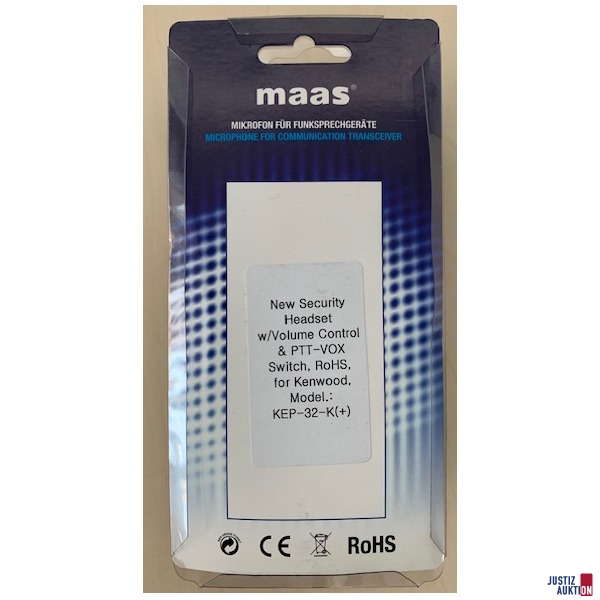 maas®
MIKROFON FÜR FUNKSPRECHGERÄTE
MICROPHONE FOR COMMUNICATION TRANSCEIVER
New Security
Headset
w/Volume Control
& PTT-VOX
Switch, RoHS,
for Kenwood,
Model.:
KEP-32-K(+)
CE RoHS
JUSTIZ
AUKTION